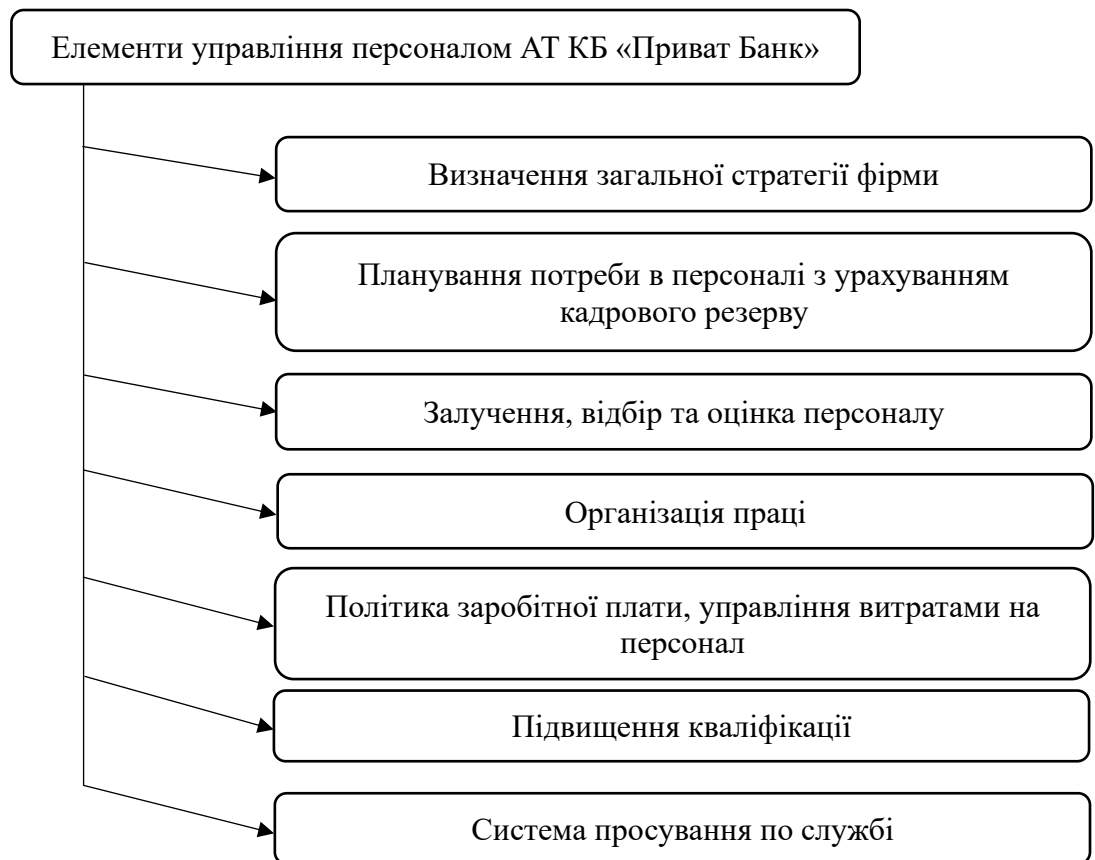 Елементи управління персоналом АТ КБ «Приват Банк»
Визначення загальної стратегії фірми
Планування потреби в персоналі з урахуванням
кадрового резерву
Залучення, відбір та оцінка персоналу
Організація праці
Політика заробітної плати, управління витратами на
персонал
Підвищення кваліфікації
Система просування по службі